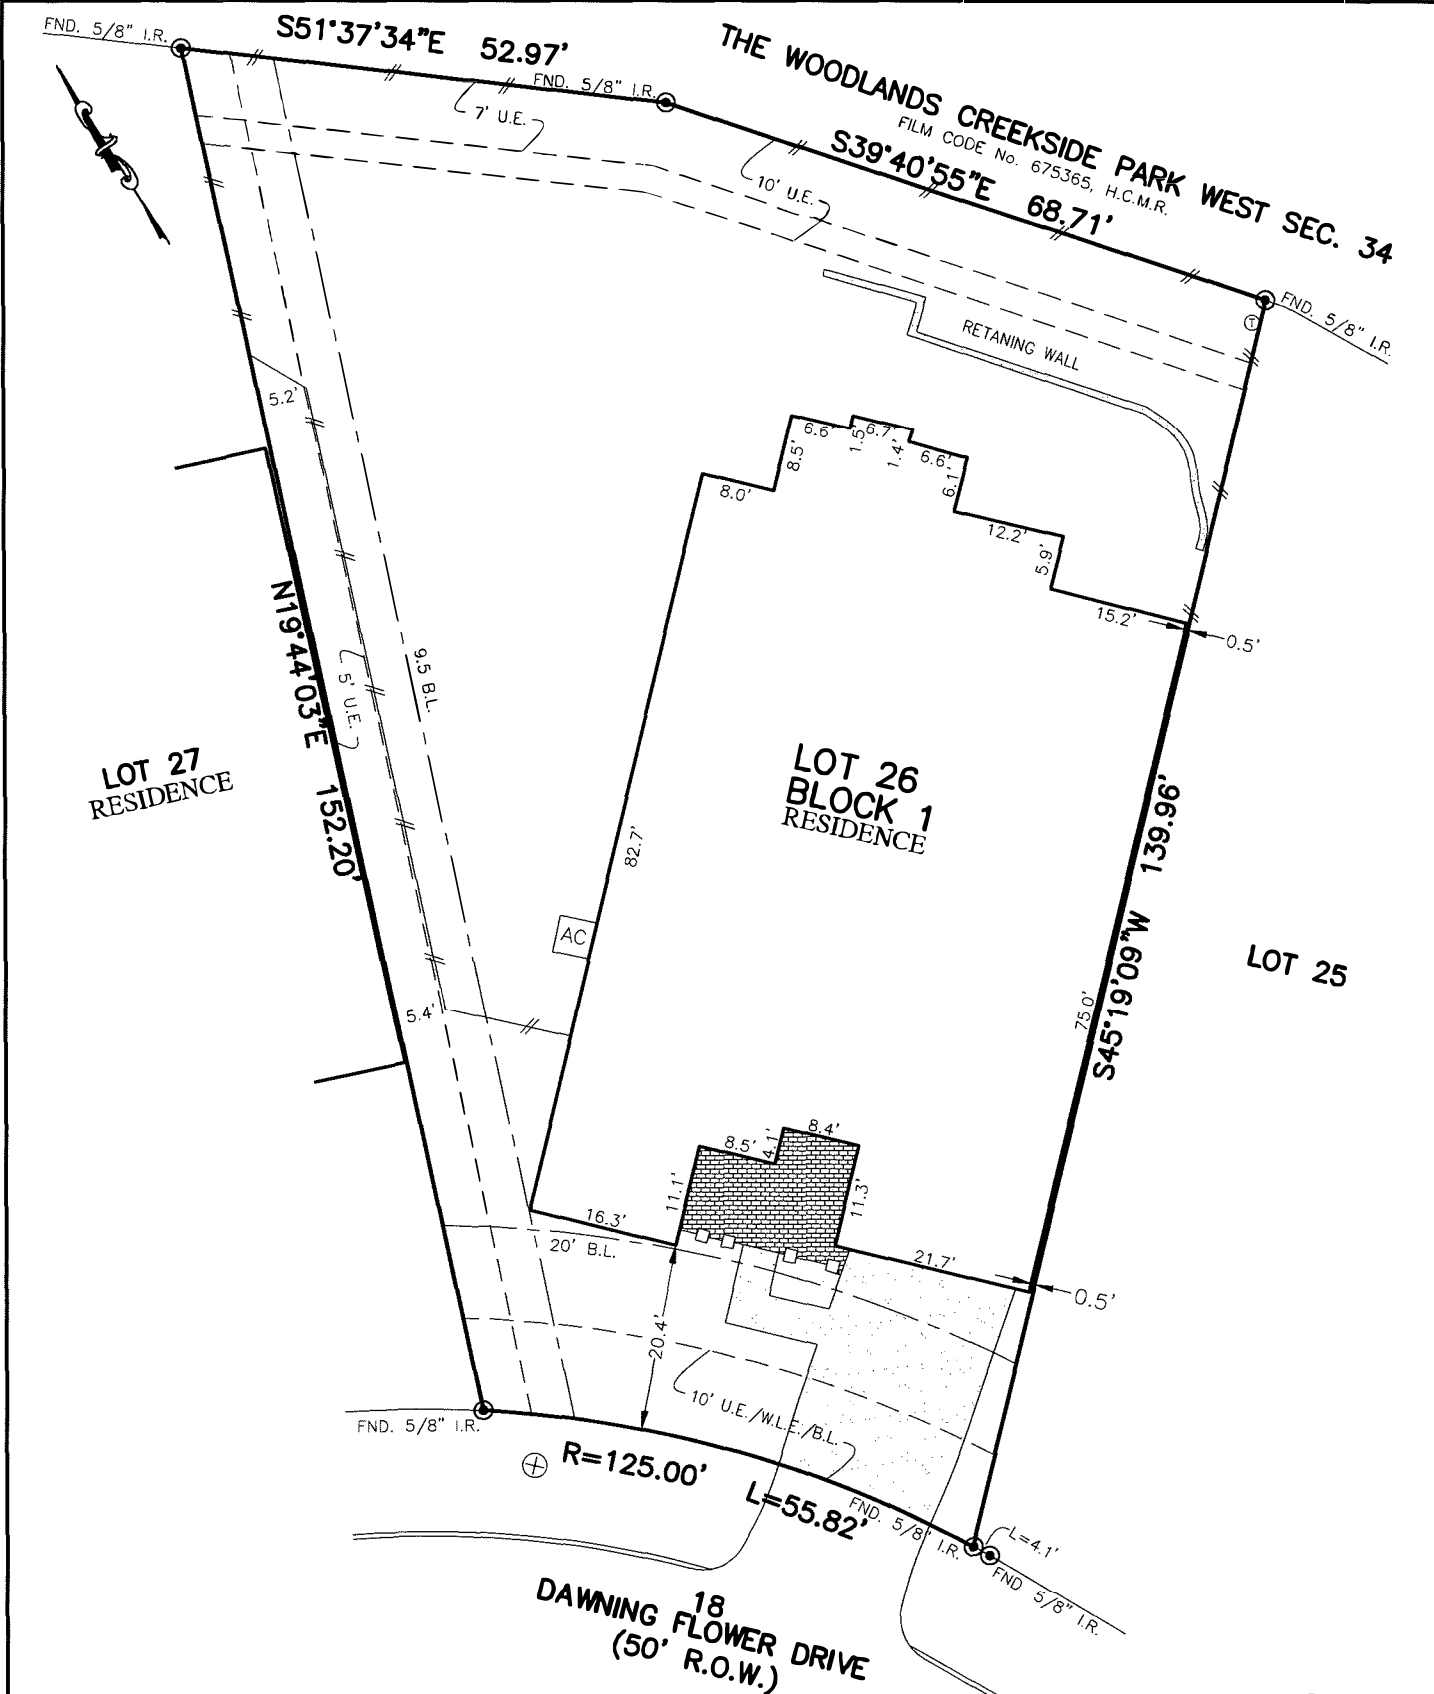 FND. 5/8" I.R.
S51°37'34"E 52.97'
FND. 5/8" I.R.
7' U.E.
THE WOODLANDS CREEKSIDE PARK WEST SEC. 34
FILM CODE No. 675365, H.C.M.R.
S39°40'55"E 68.71'
10' U.E.
FND. 5/8" I.R.
T
RETANING WALL
5.2'
6.6'
1.5'
6.7'
1.4'
6.6'
8.5'
8.0'
6.1'
12.2'
5.9'
15.2'
0.5'
N19°44'03"E 152.20'
5' U.E.
9.5 B.L.
LOT 27
RESIDENCE
LOT 26
BLOCK 1
RESIDENCE
82.7'
S45°19'09"W 139.96'
75.0'
LOT 25
AC
5.4'
8.5'
4.1'
8.4'
11.1'
11.3'
16.3'
20' B.L.
21.7'
0.5'
20.4'
10' U.E./W.L.E./B.L.
FND. 5/8" I.R.
R=125.00'
L=55.82'
FND. 5/8" I.R.
L=4.1'
FND 5/8" I.R.
18
DAWNING FLOWER DRIVE
(50' R.O.W.)